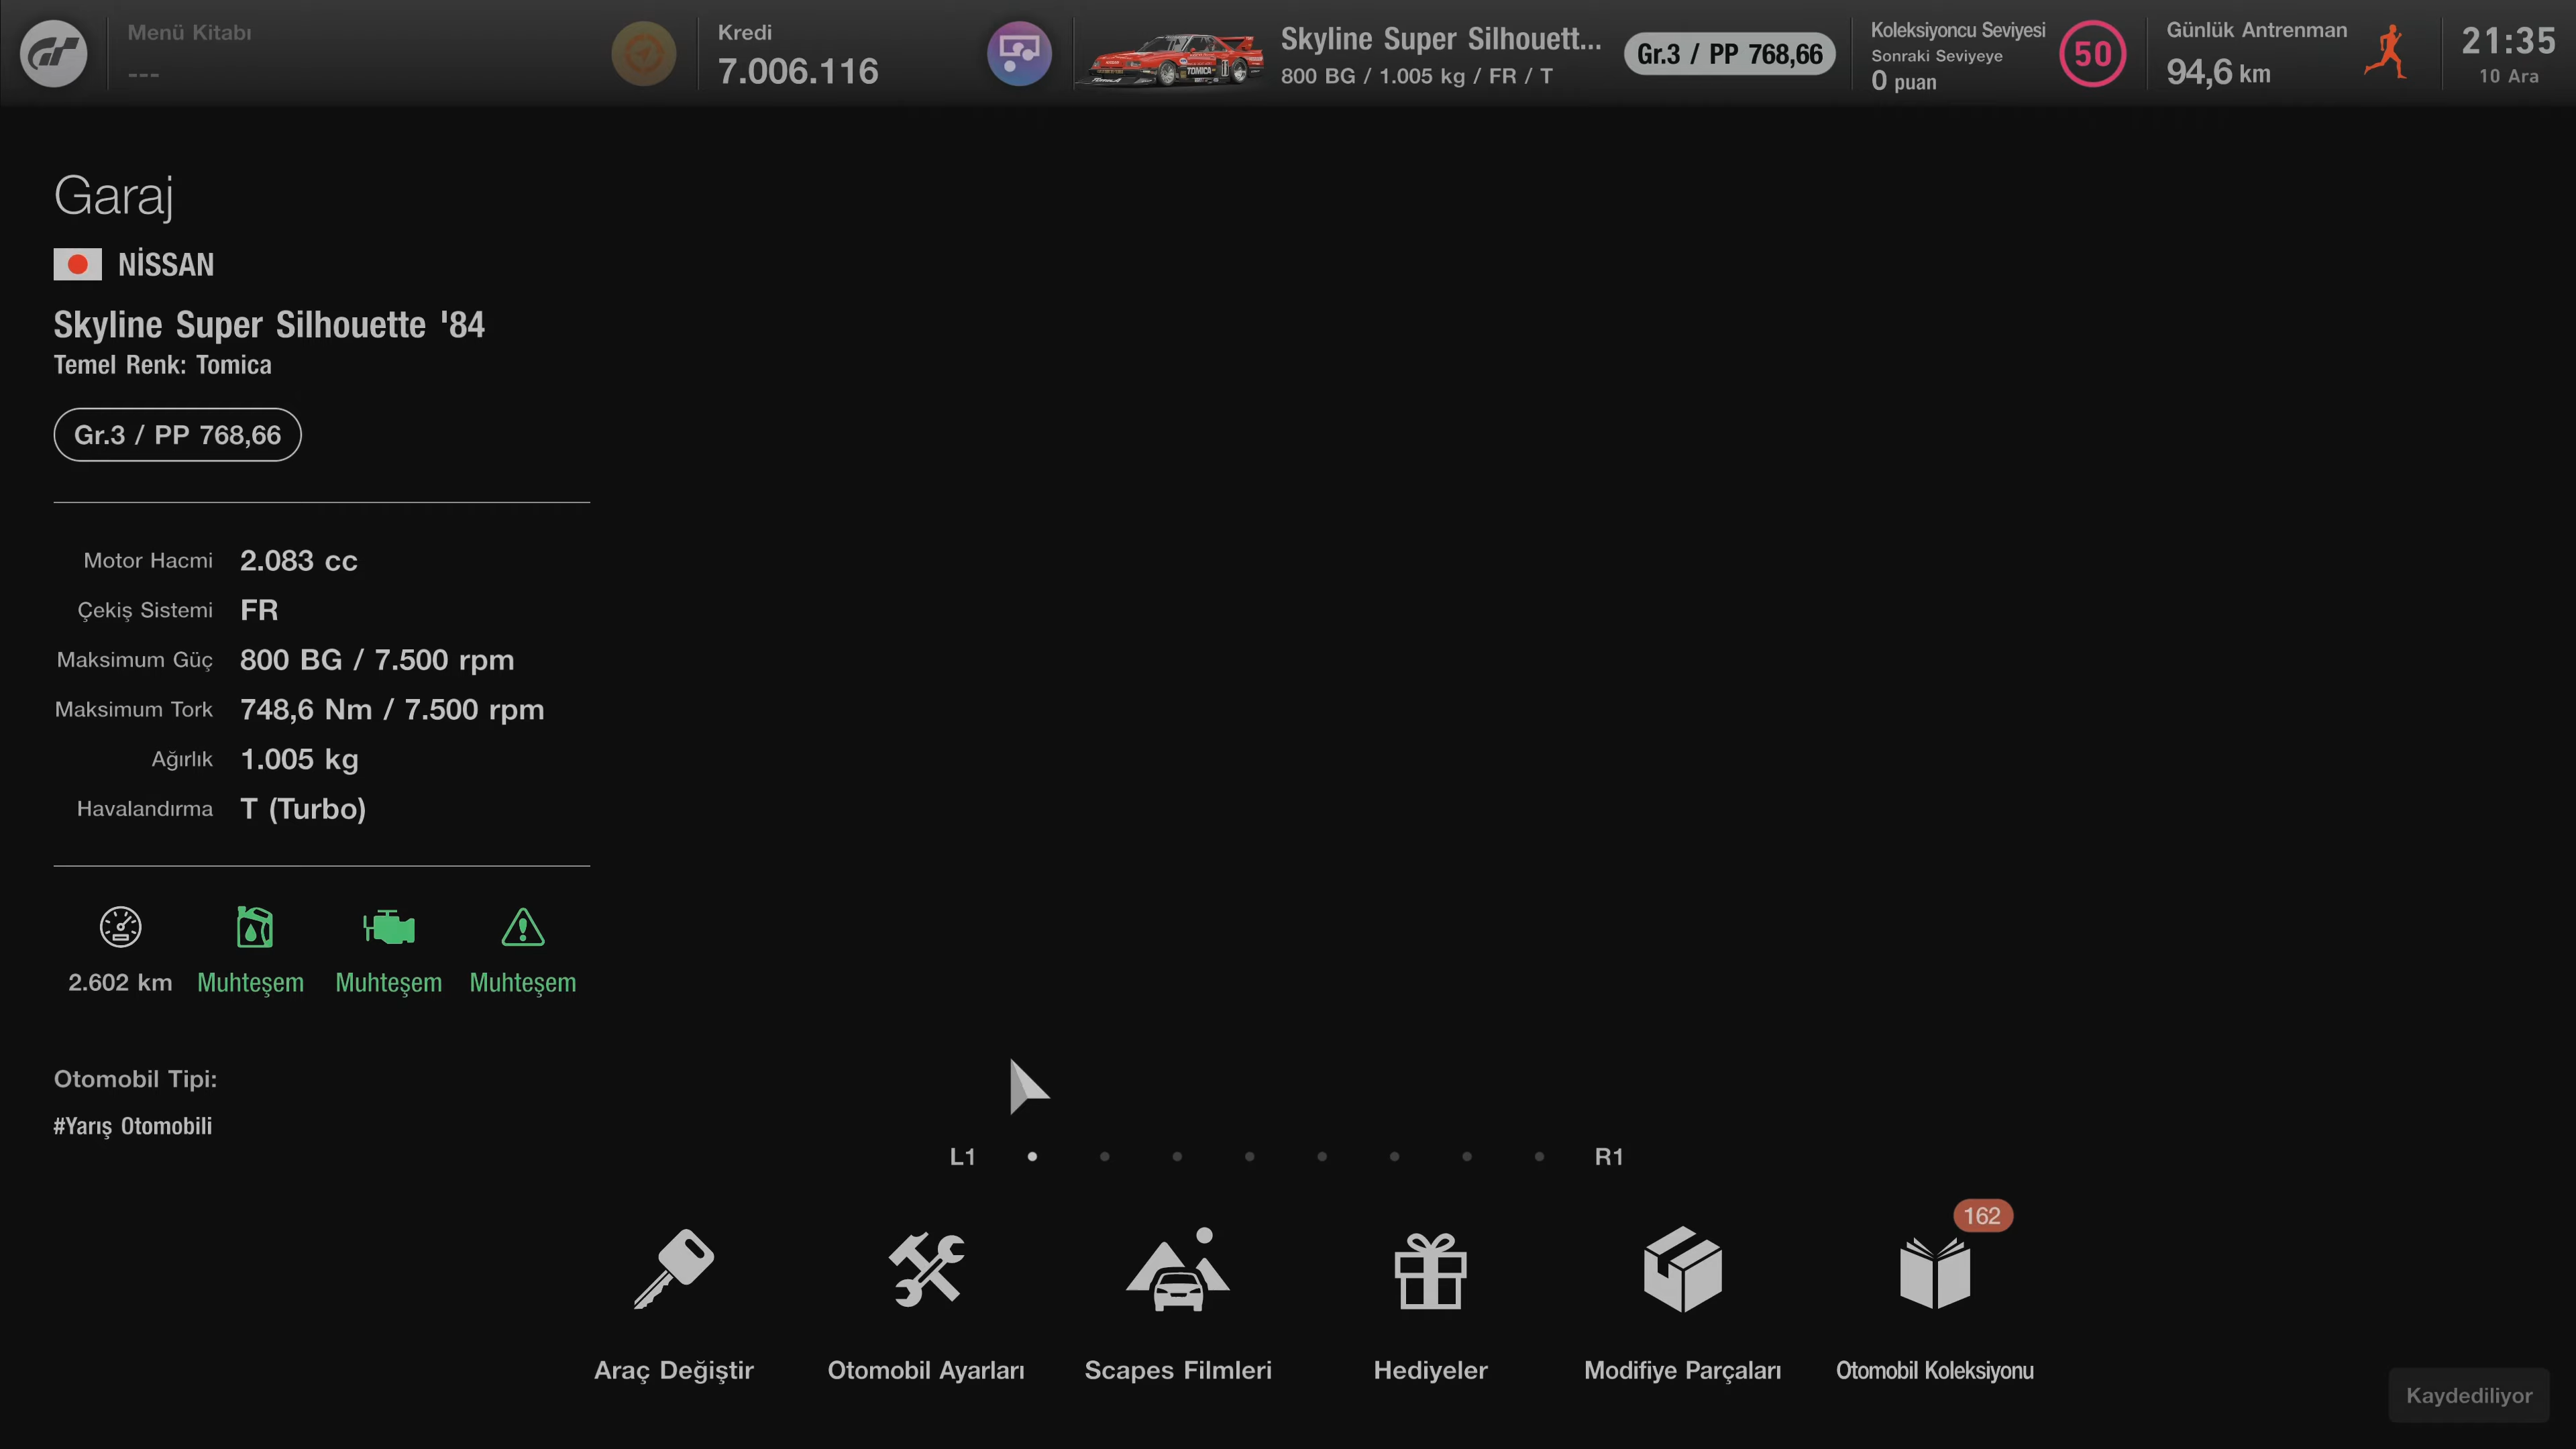 Menü Kitabı
---
Kredi
7.006.116
Skyline Super Silhouett...
800 BG / 1.005 kg / FR / T
Gr.3 / PP 768,66
Koleksiyoncu Seviyesi
Sonraki Seviyeye
0 puan
50
Günlük Antrenman
94,6 km
21:35
10 Ara
Garaj
NİSSAN
Skyline Super Silhouette '84
Temel Renk: Tomica
Gr.3 / PP 768,66
Motor Hacmi 2.083 cc
Çekiş Sistemi FR
Maksimum Güç 800 BG / 7.500 rpm
Maksimum Tork 748,6 Nm / 7.500 rpm
Ağırlık 1.005 kg
Havalandırma T (Turbo)
2.602 km Muhteşem Muhteşem Muhteşem
Otomobil Tipi:
#Yarış Otomobili
L1 R1
162
Araç Değiştir Otomobil Ayarları Scapes Filmleri Hediyeler Modifiye Parçaları Otomobil Koleksiyonu
Kaydediliyor